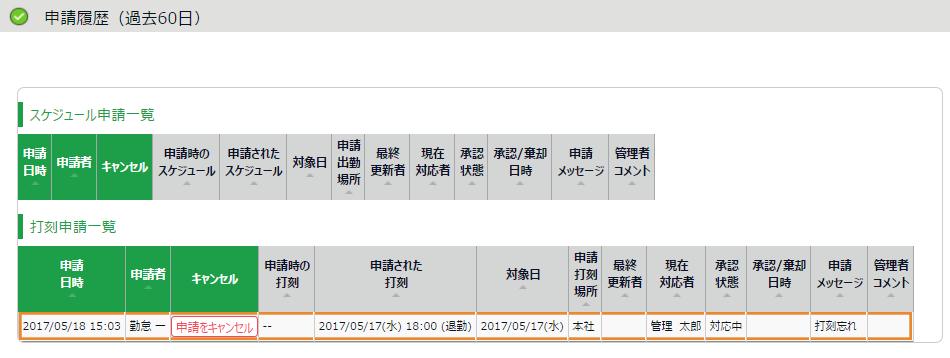 申請履歴（過去60日）
スケジュール申請一覧
申請
日時
申請者
キャンセル
申請時の
スケジュール
申請された
スケジュール
対象日
申請
出勤
場所
最終
更新者
現在
対応者
承認
状態
承認/棄却
日時
申請
メッセージ
管理者
コメント
打刻申請一覧
申請
日時
申請者
キャンセル
申請時の
打刻
申請された
打刻
対象日
申請
打刻
場所
最終
更新者
現在
対応者
承認
状態
承認/棄却
日時
申請
メッセージ
管理者
コメント
2017/05/18 15:03 勤怠 一 申請をキャンセル -- 2017/05/17(水) 18:00 (退勤) 2017/05/17(水) 本社 管理 太郎 対応中 打刻忘れ